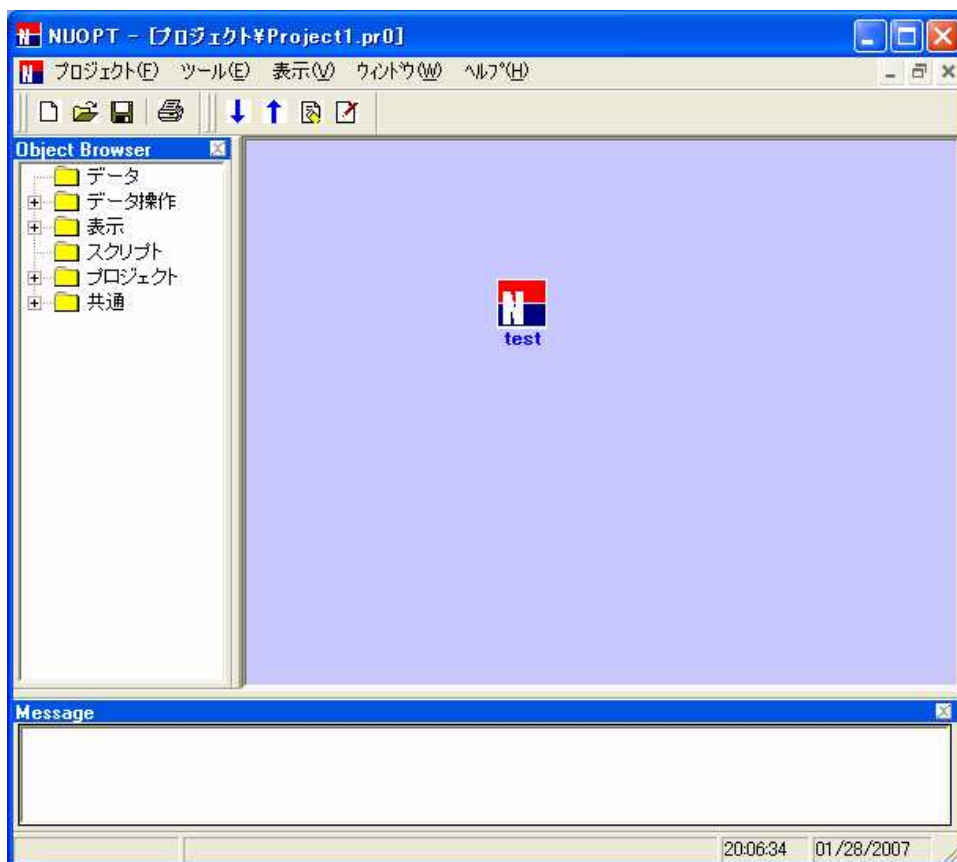 NUOPT - [プロジェクト¥Project1.pr0]
プロジェクト(F) ツール(E) 表示(V) ウィンドウ(W) ヘルプ(H)
Object Browser
データ
データ操作
表示
スクリプト
プロジェクト
共通
N
test
Message
20:06:34 01/28/2007